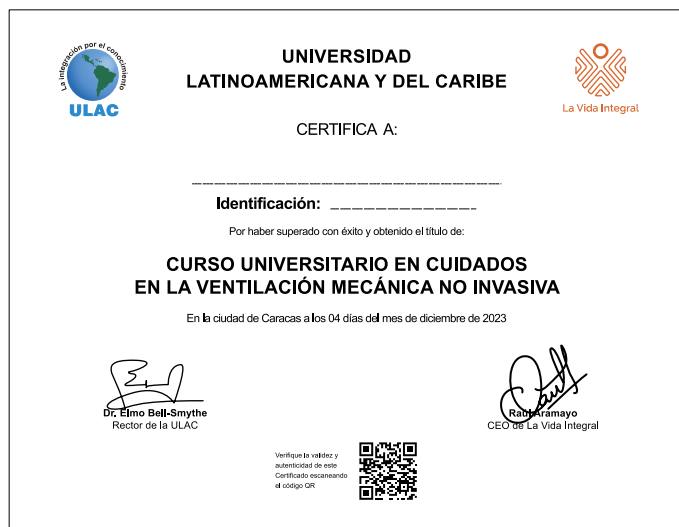 La integración por el conocimiento
ULAC
UNIVERSIDAD
LATINOAMERICANA Y DEL CARIBE
La Vida Integral
CERTIFICA A:
Identificación:
Por haber superado con éxito y obtenido el título de:
CURSO UNIVERSITARIO EN CUIDADOS
EN LA VENTILACIÓN MECÁNICA NO INVASIVA
En la ciudad de Caracas a los 04 días del mes de diciembre de 2023
Dr. Elmo Bell-Smythe
Rector de la ULAC
Raúl Aramayo
CEO de La Vida Integral
Verifique la validez y
autenticidad de este
Certificado escaneando
el código QR